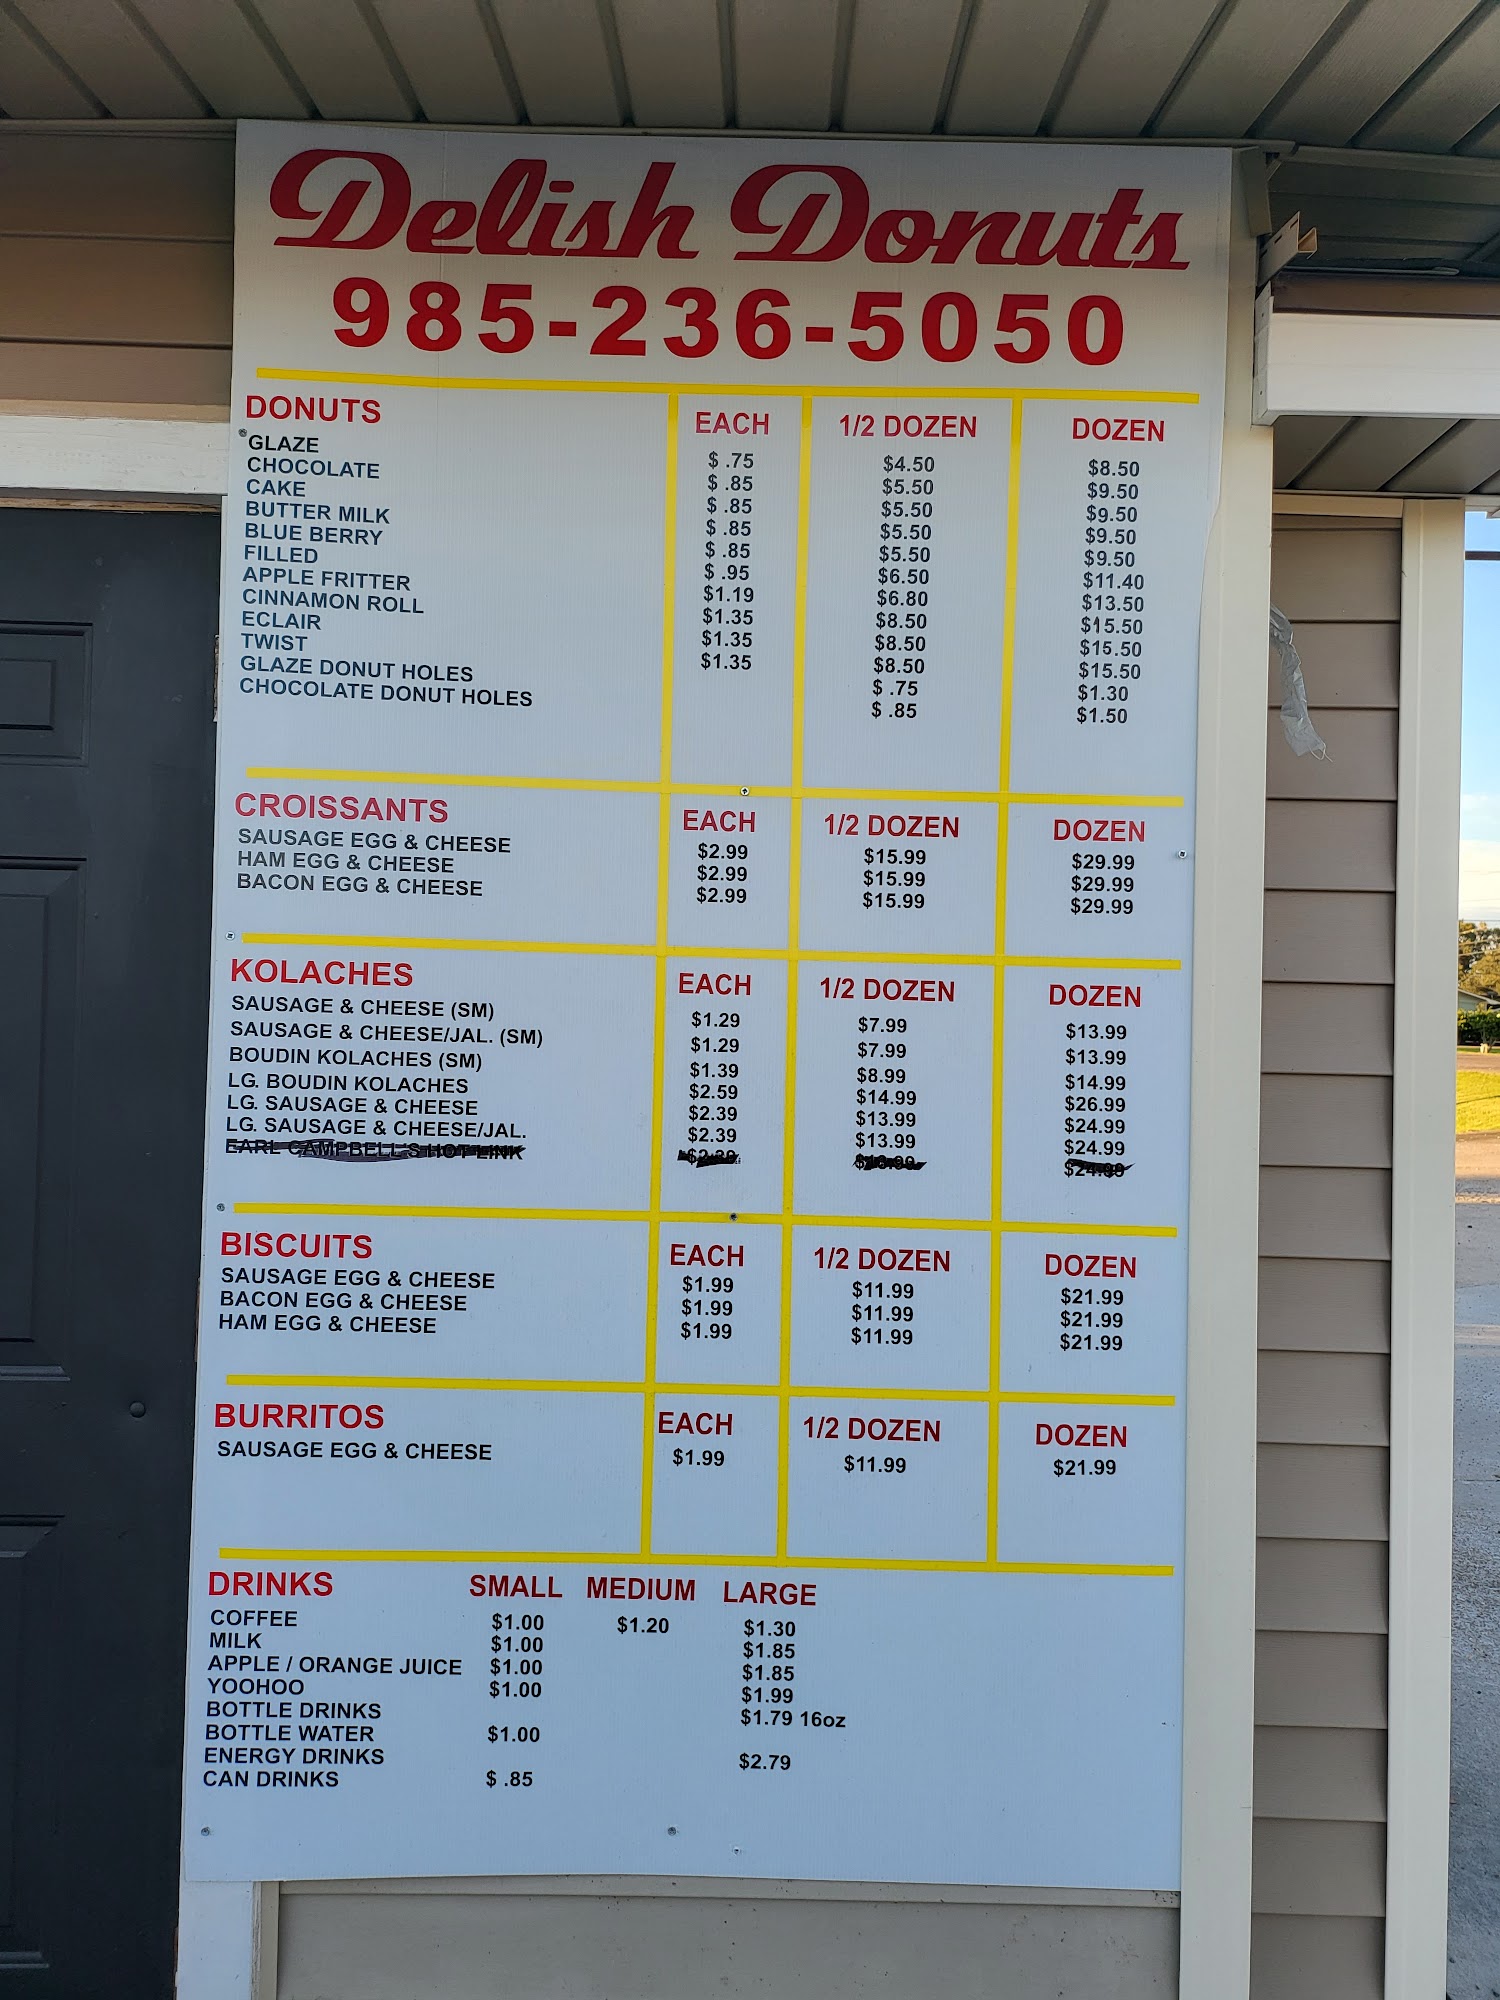 Delish Donuts
985-236-5050
DONUTS EACH 1/2 DOZEN DOZEN
GLAZE $ .75 $4.50 $8.50
CHOCOLATE $ .85 $5.50 $9.50
CAKE $ .85 $5.50 $9.50
BUTTER MILK $ .85 $5.50 $9.50
BLUE BERRY $ .85 $5.50 $9.50
FILLED $ .95 $6.50 $11.40
APPLE FRITTER $1.19 $6.80 $13.50
CINNAMON ROLL $1.35 $8.50 $15.50
ECLAIR $1.35 $8.50 $15.50
TWIST $1.35 $8.50 $15.50
GLAZE DONUT HOLES $ .75 $1.30
CHOCOLATE DONUT HOLES $ .85 $1.50
CROISSANTS EACH 1/2 DOZEN DOZEN
SAUSAGE EGG & CHEESE $2.99 $15.99 $29.99
HAM EGG & CHEESE $2.99 $15.99 $29.99
BACON EGG & CHEESE $2.99 $15.99 $29.99
KOLACHES EACH 1/2 DOZEN DOZEN
SAUSAGE & CHEESE (SM) $1.29 $7.99 $13.99
SAUSAGE & CHEESE/JAL. (SM) $1.29 $7.99 $13.99
BOUDIN KOLACHES (SM) $1.39 $8.99 $14.99
LG. BOUDIN KOLACHES $2.59 $14.99 $26.99
LG. SAUSAGE & CHEESE $2.39 $13.99 $24.99
LG. SAUSAGE & CHEESE/JAL. $2.39 $13.99 $24.99
EARL CAMPBELL'S HOT LINK $24.99
BISCUITS EACH 1/2 DOZEN DOZEN
SAUSAGE EGG & CHEESE $1.99 $11.99 $21.99
BACON EGG & CHEESE $1.99 $11.99 $21.99
HAM EGG & CHEESE $1.99 $11.99 $21.99
BURRITOS EACH 1/2 DOZEN DOZEN
SAUSAGE EGG & CHEESE $1.99 $11.99 $21.99
DRINKS SMALL MEDIUM LARGE
COFFEE $1.00 $1.20 $1.30
MILK $1.00 $1.85
APPLE / ORANGE JUICE $1.00 $1.85
YOOHOO $1.00 $1.99
BOTTLE DRINKS $1.79 16oz
BOTTLE WATER $1.00
ENERGY DRINKS $2.79
CAN DRINKS $ .85